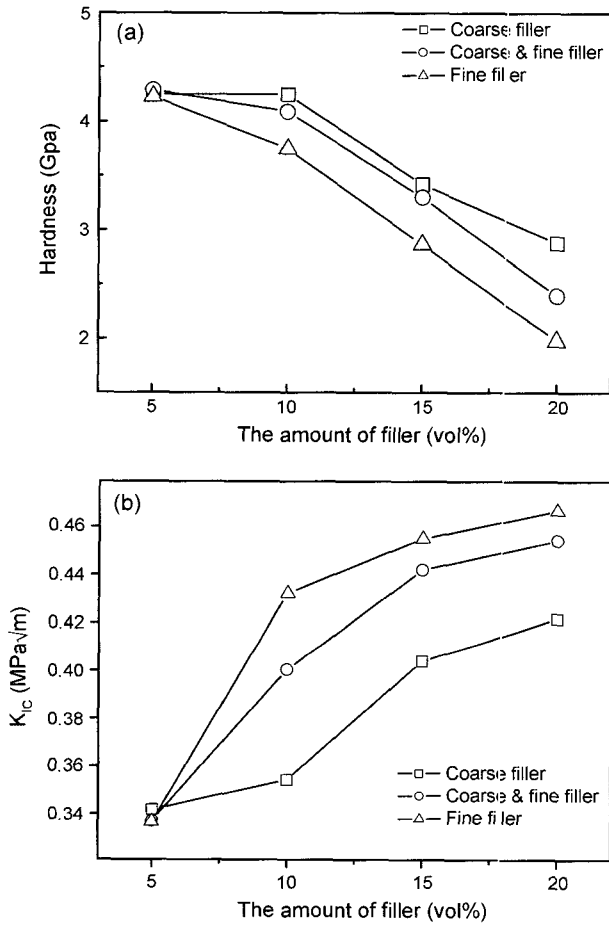 (a)
Coarse filler
Coarse & fine filler
Fine filler
5
4
3
2
Hardness (Gpa)
5 10 15 20
The amount of filler (vol%)
(b)
0.46
0.44
0.42
0.40
0.38
0.36
0.34
K_IC (MPa√m)
Coarse filler
Coarse & fine filler
Fine filler
5 10 15 20
The amount of filler (vol%)